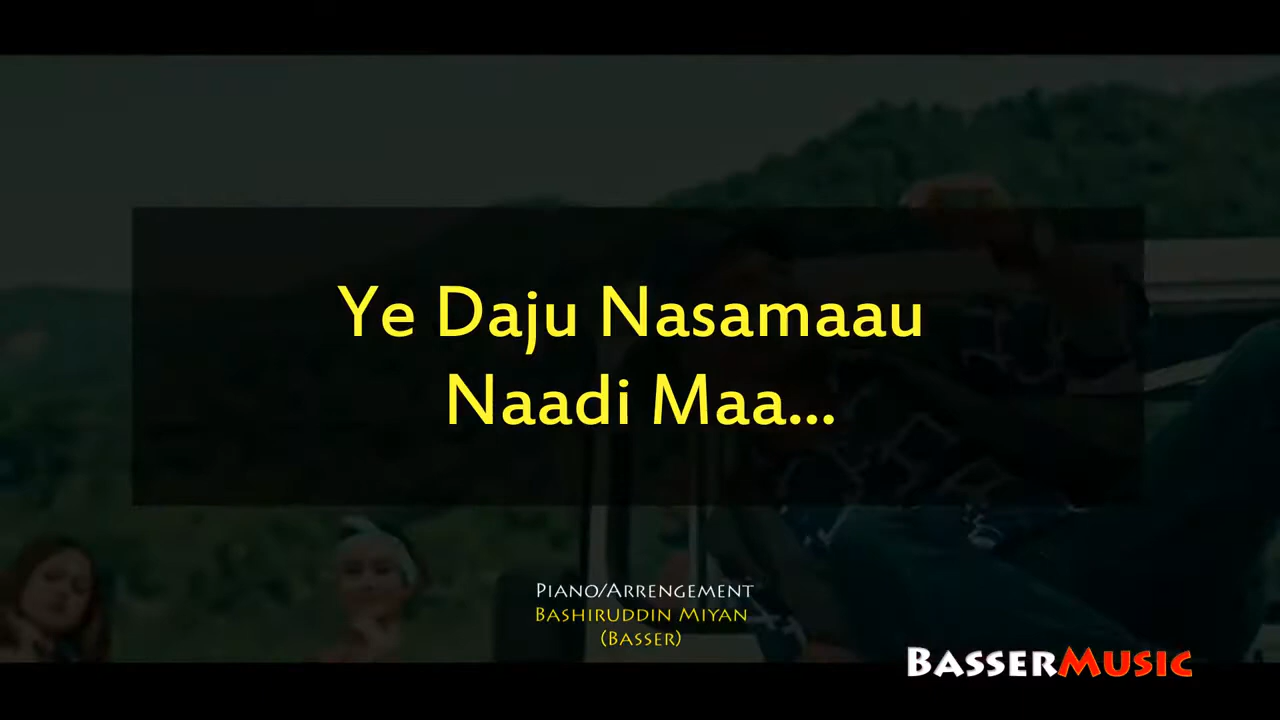 Ye Daju Nasamaau
Naadi Maa...
Piano/Arrengement
Bashiruddin Miyan
(Basser)
BasserMusic